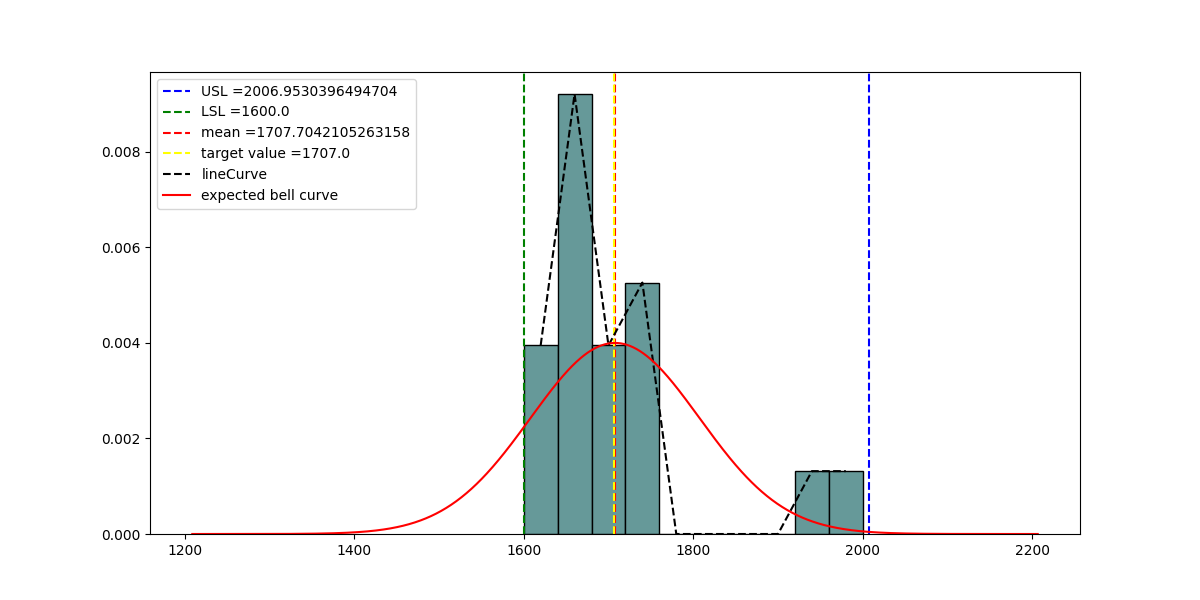 USL =2006.9530396494704
LSL =1600.0
mean =1707.7042105263158
target value =1707.0
lineCurve
expected bell curve
0.008
0.006
0.004
0.002
0.000
1200 1400 1600 1800 2000 2200